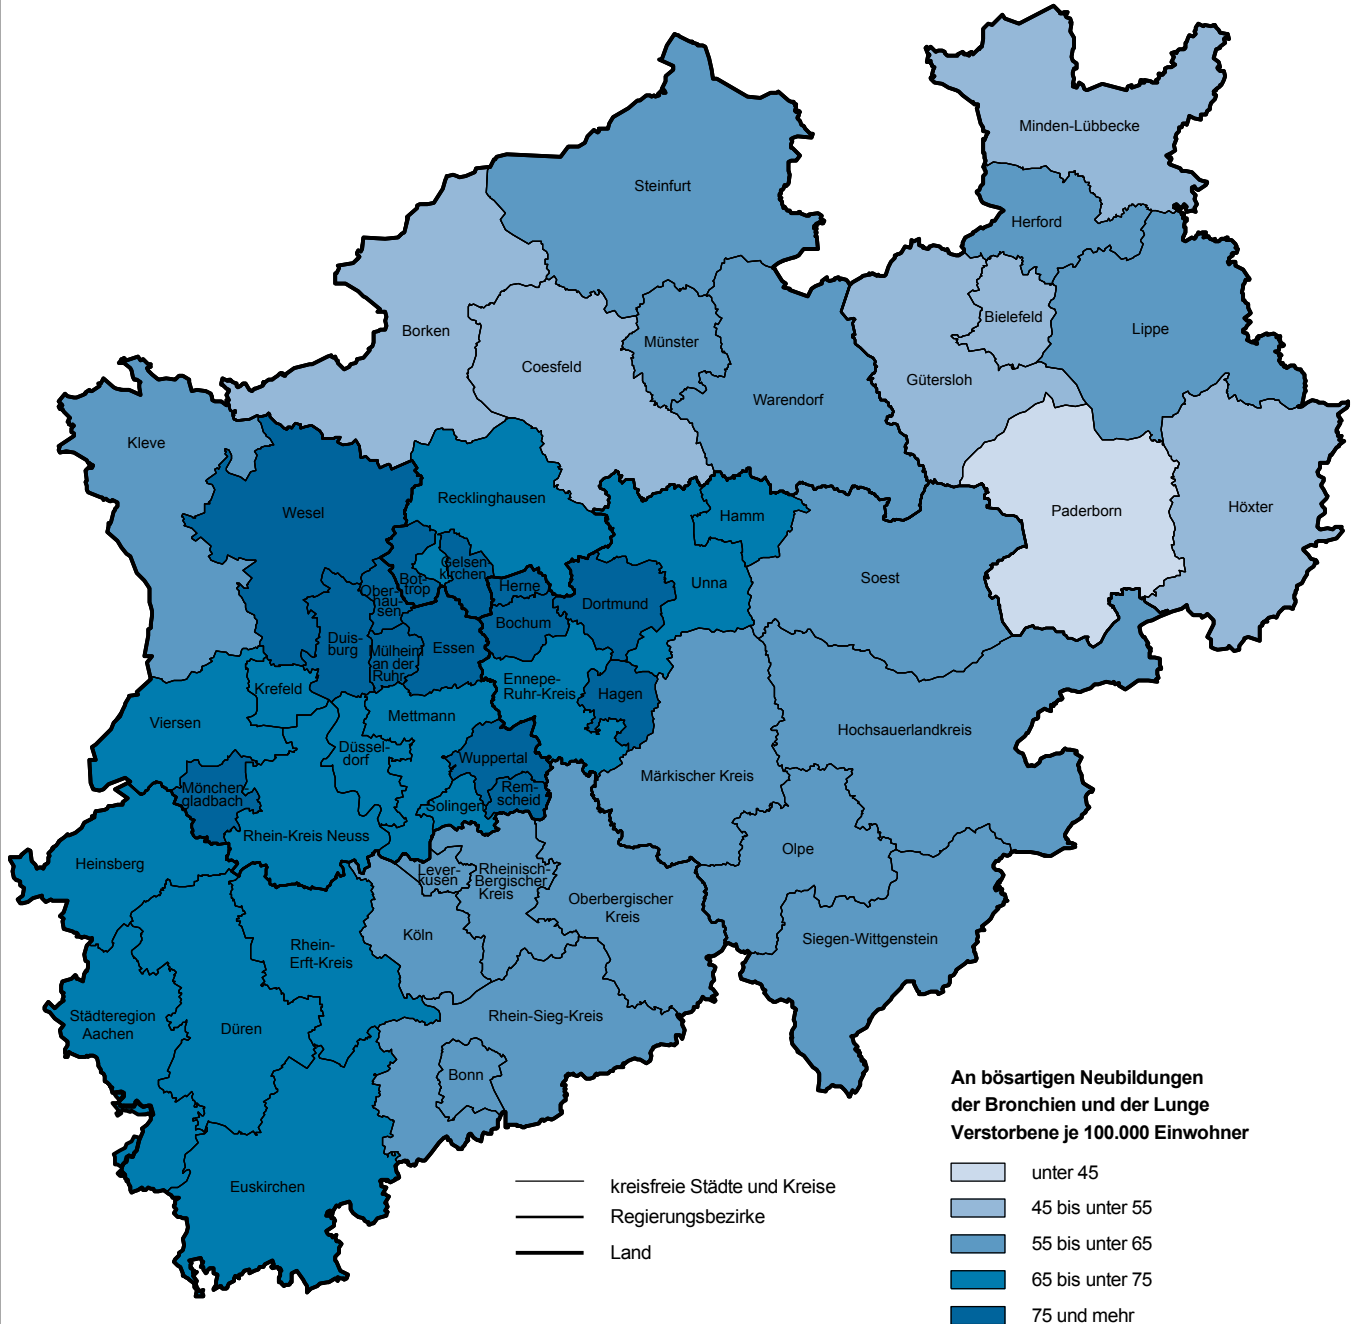 Minden-Lübbecke
Steinfurt
Herford
Bielefeld
Lippe
Borken
Münster
Coesfeld
Gütersloh
Warendorf
Kleve
Recklinghausen
Wesel
Hamm
Paderborn
Höxter
Gelsen-
kirchen
Bot-
trop
Ober-
hau-
sen
Herne
Dortmund
Unna
Soest
Bochum
Duis-
burg
Mülheim
an der
Ruhr
Essen
Ennepe-
Ruhr-Kreis
Hagen
Krefeld
Viersen
Mettmann
Hochsauerlandkreis
Düssel-
dorf
Wuppertal
Märkischer Kreis
Mönchen
gladbach
Rem-
scheid
Solingen
Rhein-Kreis Neuss
Heinsberg
Olpe
Lever-
kusen
Rheinisch-
Bergischer
Kreis
Oberbergischer
Kreis
Köln
Siegen-Wittgenstein
Rhein-
Erft-Kreis
Städteregion
Aachen
Düren
Rhein-Sieg-Kreis
Bonn
Euskirchen
kreisfreie Städte und Kreise
Regierungsbezirke
Land
An bösartigen Neubildungen
der Bronchien und der Lunge
Verstorbene je 100.000 Einwohner
unter 45
45 bis unter 55
55 bis unter 65
65 bis unter 75
75 und mehr